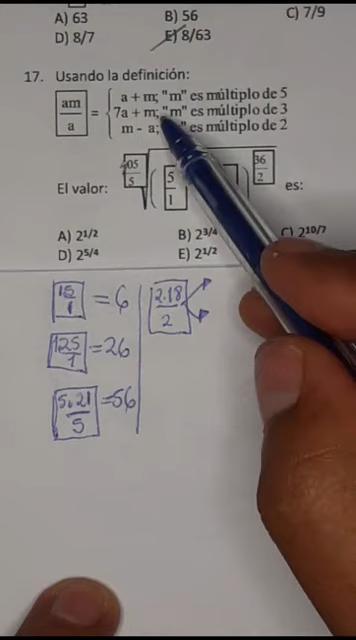 A) 63
B) 56
C) 7/9
D) 8/7
E) 8/63
17. Usando la definición:
am
a
=
a + m; "m" es múltiplo de 5
7a + m; "m" es múltiplo de 3
m - a; " es múltiplo de 2
El valor:
405
5
5
1
36
2
es:
A) 2^1/2
B) 2^3/4
C) 2^10/7
D) 2^5/4
E) 2^1/2
15
1
= 6
2.18
2
125
1
=26
5.21
5
=56